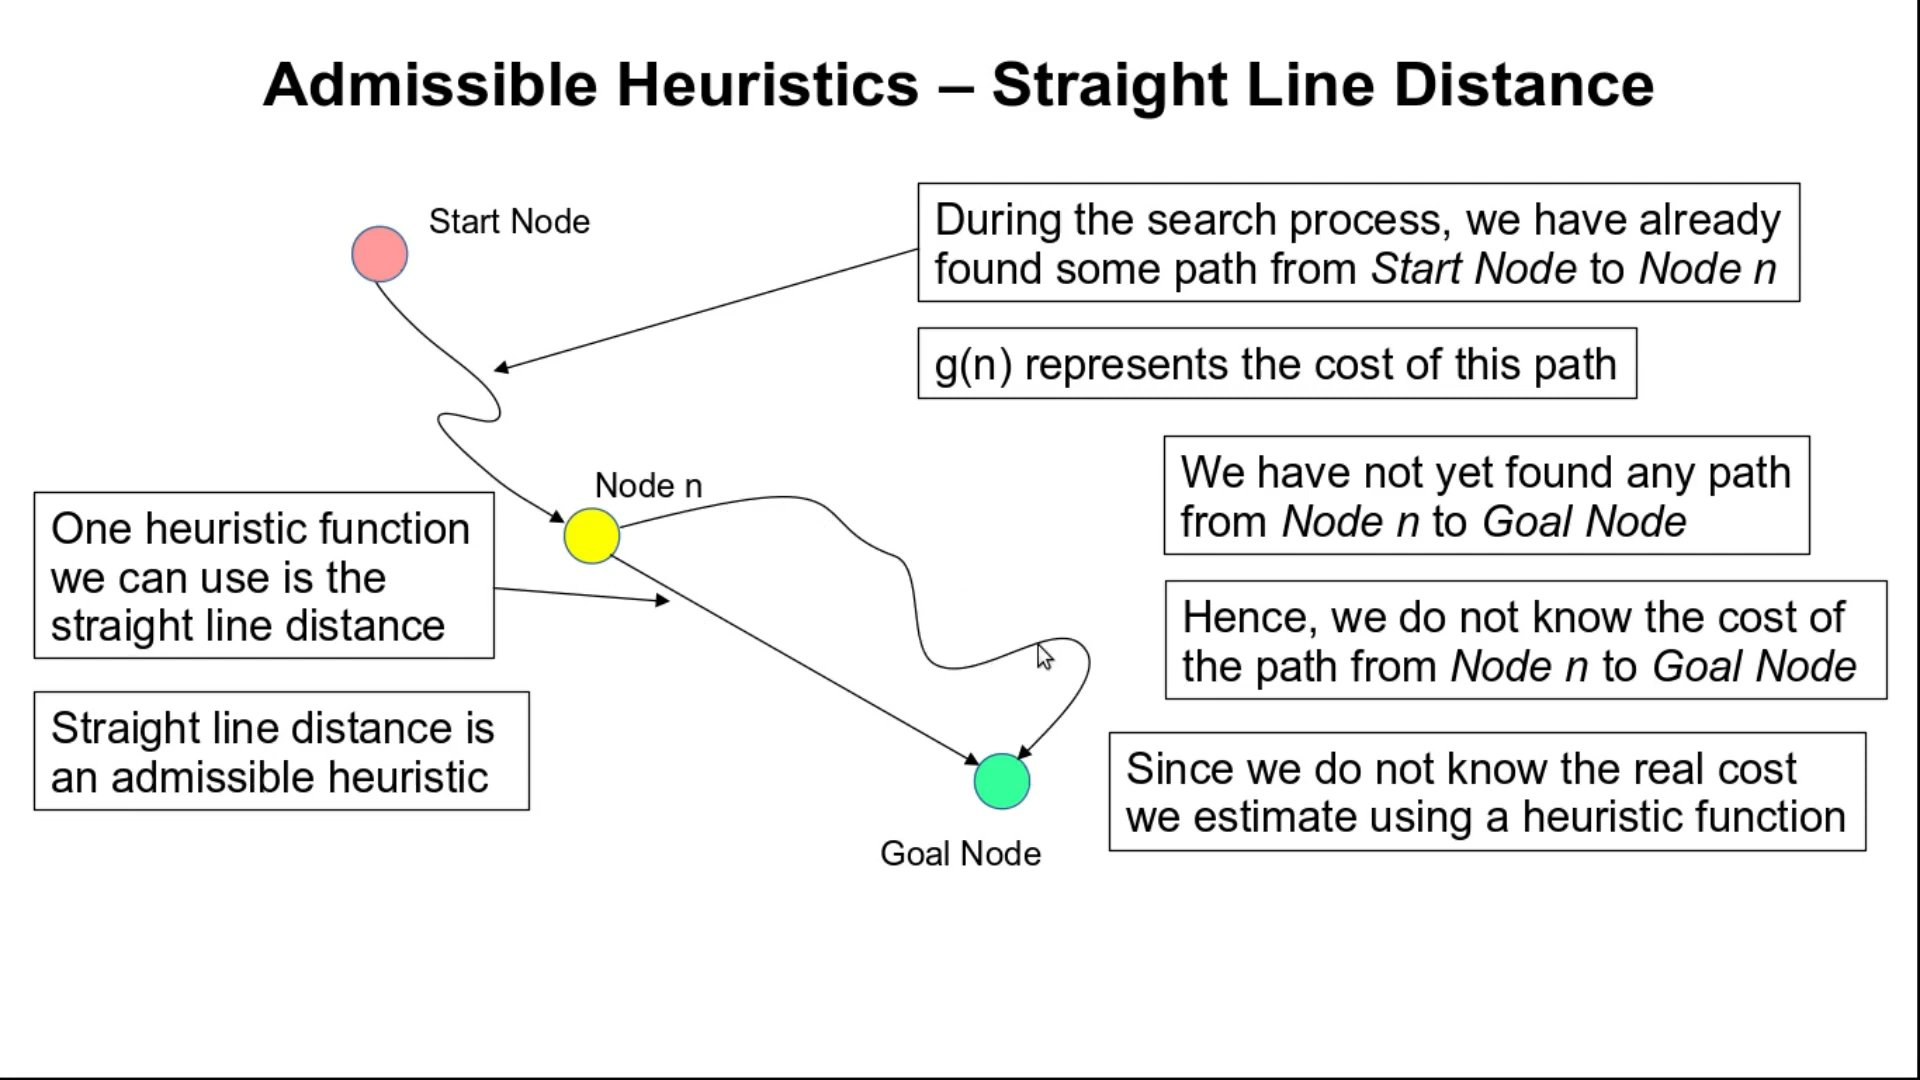 Admissible Heuristics – Straight Line Distance
Start Node
During the search process, we have already
found some path from Start Node to Node n
g(n) represents the cost of this path
We have not yet found any path
from Node n to Goal Node
Node n
One heuristic function
we can use is the
straight line distance
Hence, we do not know the cost of
the path from Node n to Goal Node
Straight line distance is
an admissible heuristic
Since we do not know the real cost
we estimate using a heuristic function
Goal Node